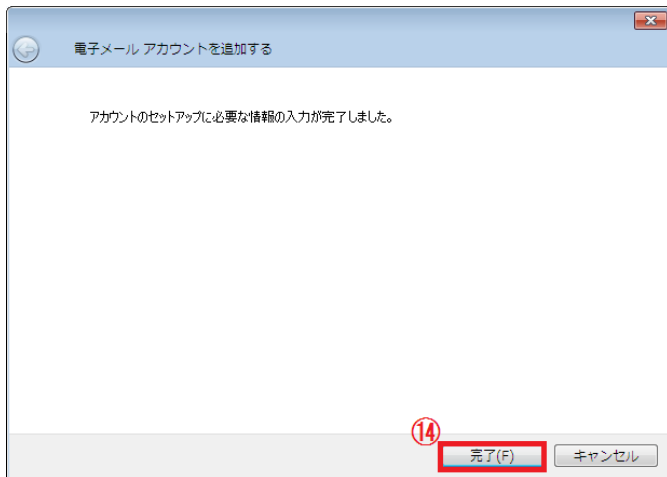 電子メール アカウントを追加する
アカウントのセットアップに必要な情報の入力が完了しました。
⑭
完了(F) キャンセル